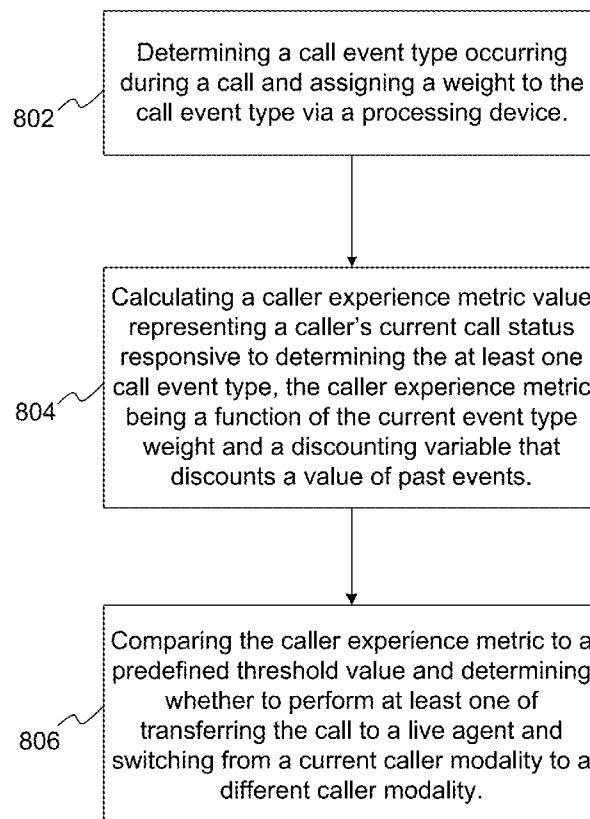 Determining a call event type occurring
during a call and assigning a weight to the
call event type via a processing device.
802
Calculating a caller experience metric value
representing a caller's current call status
responsive to determining the at least one
call event type, the caller experience metric
being a function of the current event type
weight and a discounting variable that
discounts a value of past events.
804
Comparing the caller experience metric to a
predefined threshold value and determining
whether to perform at least one of
transferring the call to a live agent and
switching from a current caller modality to a
different caller modality.
806